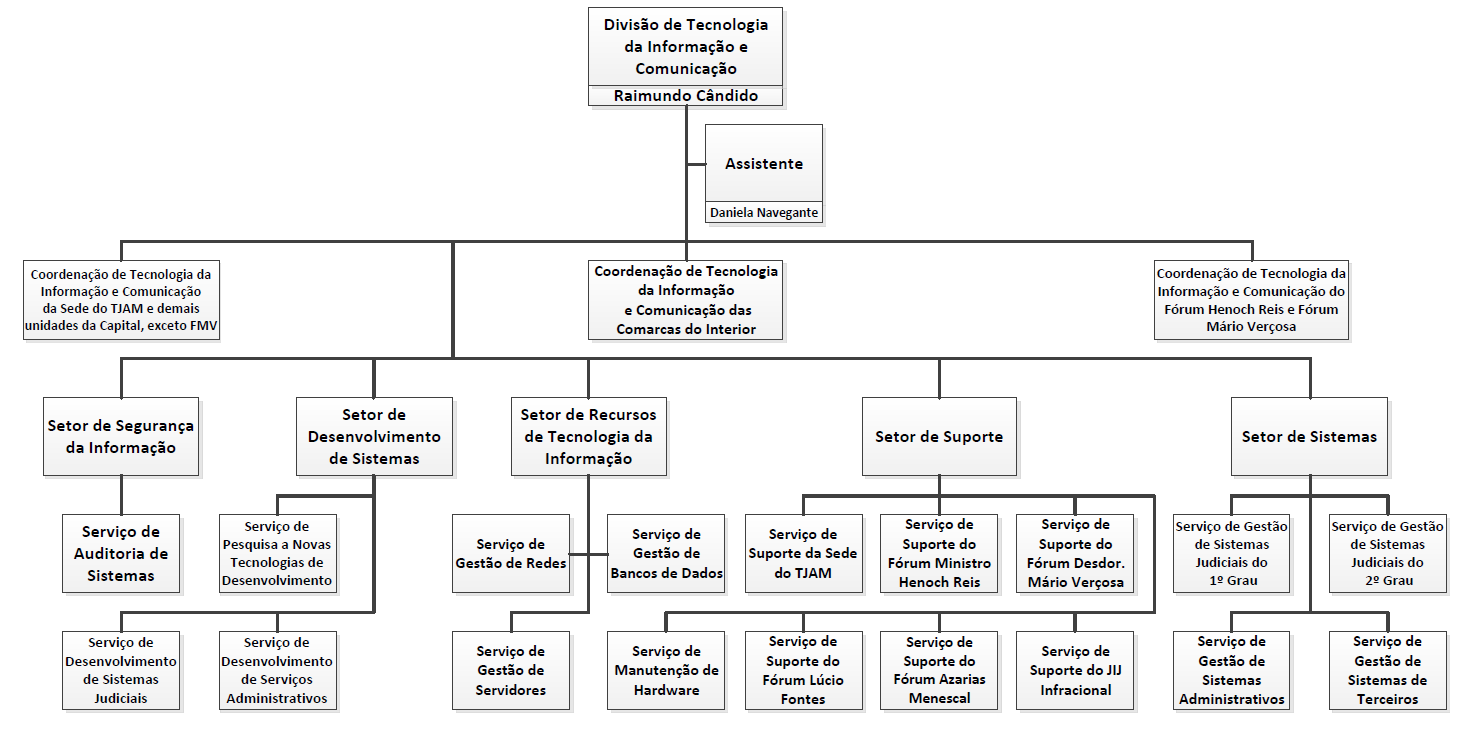 Divisão de Tecnologia
da Informação e
Comunicação
Raimundo Cândido
Assistente
Daniela Navegante
Coordenação de Tecnologia da
Informação e Comunicação
da Sede do TJAM e demais
unidades da Capital, exceto FMV
Coordenação de Tecnologia
da Informação
e Comunicação das
Comarcas do Interior
Coordenação de Tecnologia da
Informação e Comunicação do
Fórum Henoch Reis e Fórum
Mário Verçosa
Setor de Segurança
da Informação
Setor de
Desenvolvimento
de Sistemas
Setor de Recursos
de Tecnologia da
Informação
Setor de Suporte
Setor de Sistemas
Serviço de
Auditoria de
Sistemas
Serviço de
Pesquisa a Novas
Tecnologias de
Desenvolvimento
Serviço de
Gestão de Redes
Serviço de
Gestão de
Bancos de Dados
Serviço de
Suporte da Sede
do TJAM
Serviço de
Suporte do
Fórum Ministro
Henoch Reis
Serviço de
Suporte do
Fórum Desdor.
Mário Verçosa
Serviço de Gestão
de Sistemas
Judiciais do
1º Grau
Serviço de Gestão
de Sistemas
Judiciais do
2º Grau
Serviço de
Desenvolvimento
de Sistemas
Judiciais
Serviço de
Desenvolvimento
de Serviços
Administrativos
Serviço de
Gestão de
Servidores
Serviço de
Manutenção de
Hardware
Serviço de
Suporte do
Fórum Lúcio
Fontes
Serviço de
Suporte do
Fórum Azarias
Menescal
Serviço de
Suporte do JIJ
Infracional
Serviço de
Gestão de
Sistemas
Administrativos
Serviço de
Gestão de
Sistemas de
Terceiros